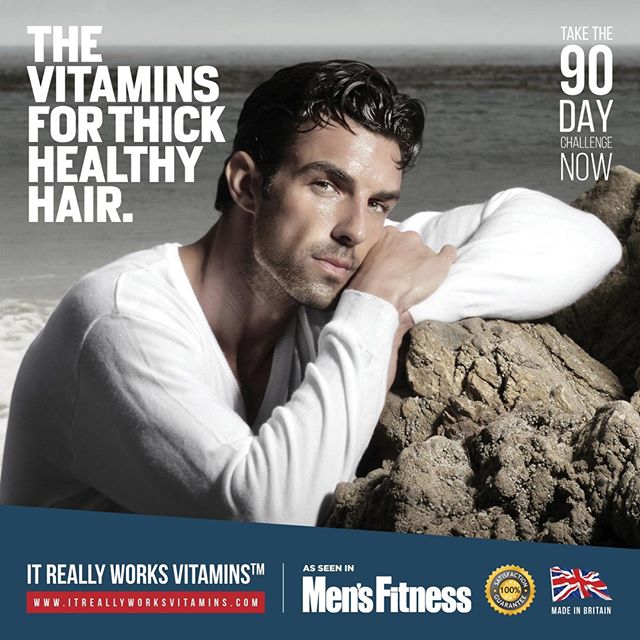 THE
VITAMINS
FOR THICK
HEALTHY
HAIR.
TAKE THE
90
DAY
CHALLENGE
NOW
IT REALLY WORKS VITAMINS™
WWW.ITREALLYWORKSVITAMINS.COM
AS SEEN IN
Men'sFitness
SATISFACTION
100%
GUARANTEE
MADE IN BRITAIN